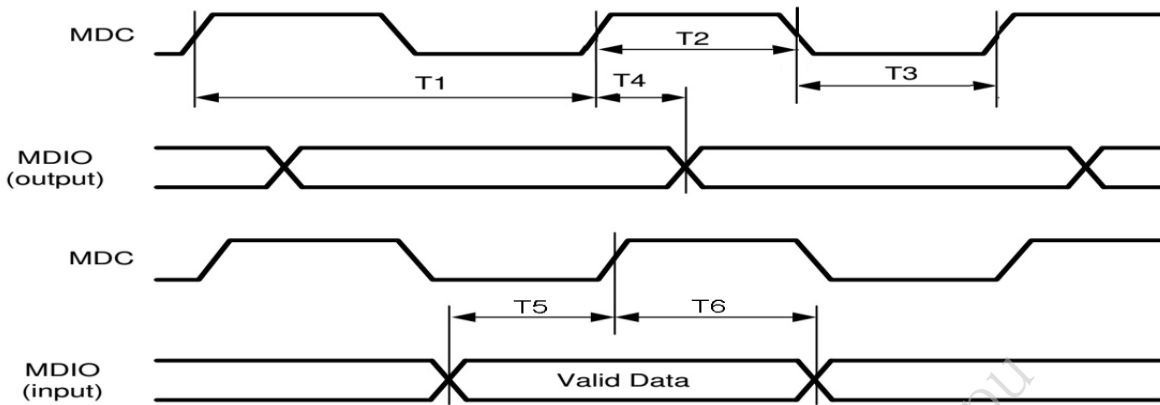 MDC
T1
T2
T3
T4
MDIO
(output)
MDC
T5
T6
MDIO
(input)
Valid Data